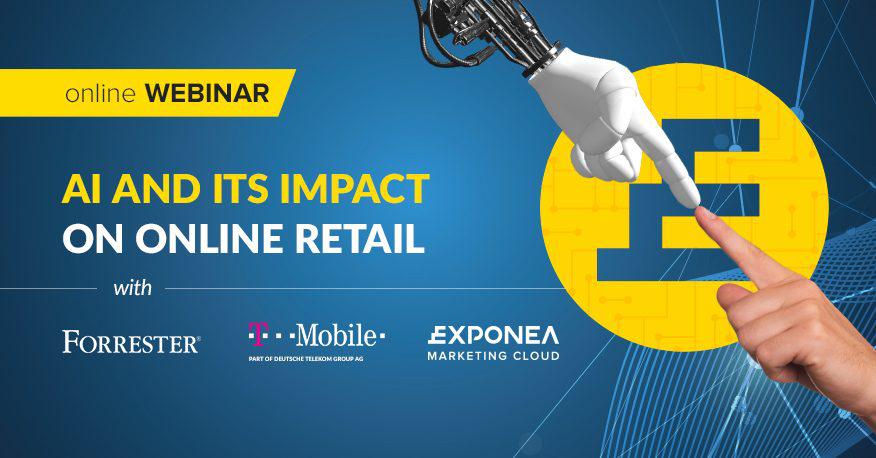 online WEBINAR
AI AND ITS IMPACT
ON ONLINE RETAIL
with
FORRESTER®
T··Mobile·
PART OF DEUTSCHE TELEKOM GROUP AG
EXPONEA
MARKETING CLOUD
E